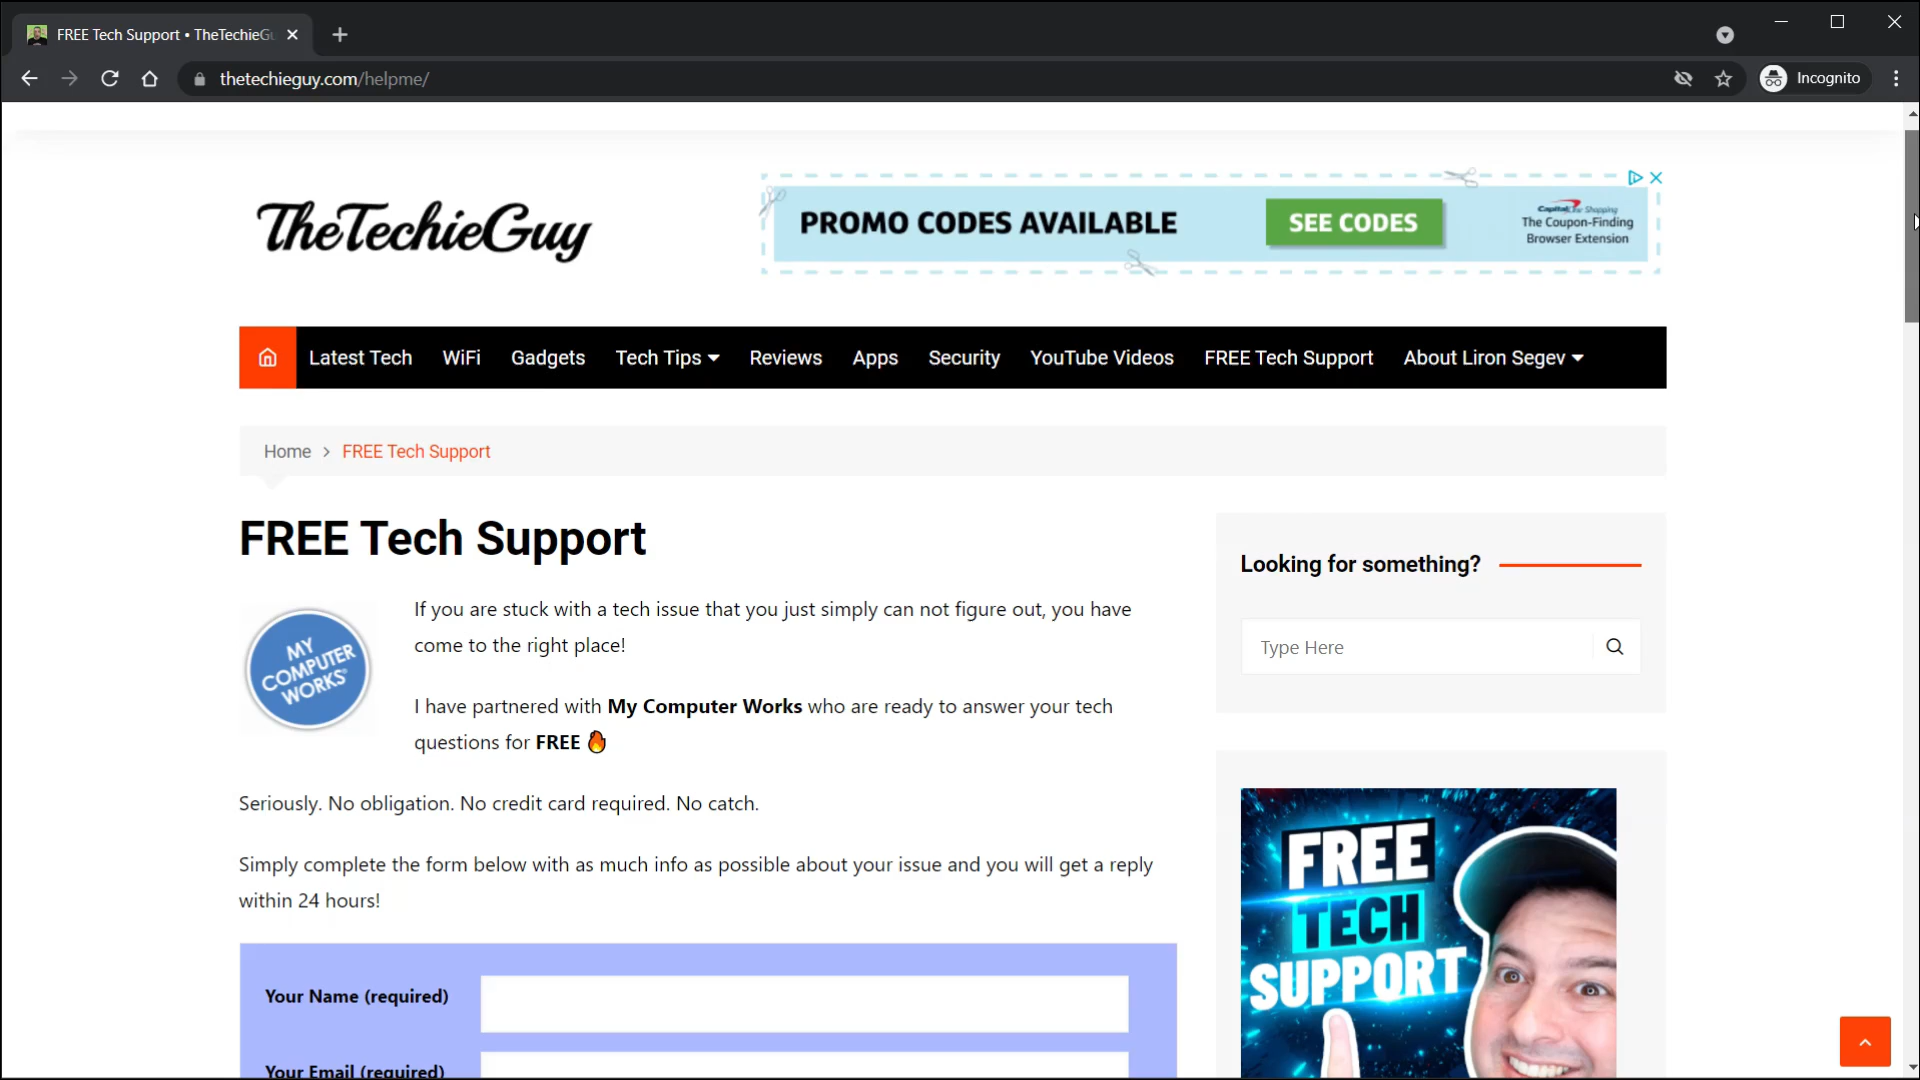 FREE Tech Support • TheTechieGu
thetechieguy.com/helpme/
Incognito
TheTechieGuy
PROMO CODES AVAILABLE
SEE CODES
Capital One Shopping
The Coupon-Finding
Browser Extension
Latest Tech WiFi Gadgets Tech Tips Reviews Apps Security YouTube Videos FREE Tech Support About Liron Segev
Home > FREE Tech Support
FREE Tech Support
MY
COMPUTER
WORKS®
If you are stuck with a tech issue that you just simply can not figure out, you have
come to the right place!
I have partnered with My Computer Works who are ready to answer your tech
questions for FREE 🔥
Seriously. No obligation. No credit card required. No catch.
Simply complete the form below with as much info as possible about your issue and you will get a reply
within 24 hours!
Your Name (required)
Your Email (required)
Looking for something?
Type Here
FREE
TECH
SUPPORT